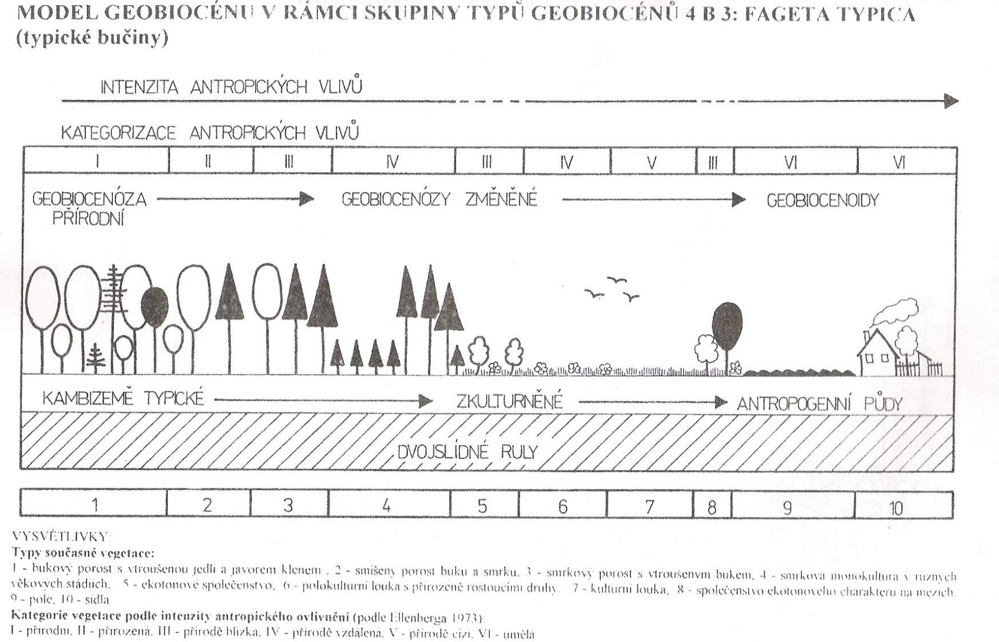 MODEL GEOBIOCÉNU V RÁMCI SKUPINY TYPŮ GEOBIOCÉNŮ 4 B 3: FAGETA TYPICA
(typické bučiny)
INTENZITA ANTROPICKÝCH VLIVŮ
KATEGORIZACE ANTROPICKÝCH VLIVŮ
I II III IV III IV V III VI VI
GEOBIOCENÓZA PŘÍRODNÍ
GEOBIOCENÓZY ZMĚNĚNÉ
GEOBIOCENOIDY
KAMBIZEMĚ TYPICKÉ ZKULTURNĚNÉ ANTROPOGENNÍ PŮDY
DVOJSLÍDNÉ RULY
1 2 3 4 5 6 7 8 9 10
VYSVĚTLIVKY:
Typy současné vegetace:
1 - bukový porost s vtroušenou jedlí a javorem klenem, 2 - smíšený porost buku a smrku, 3 - smrkový porost s vtroušeným bukem, 4 - smrková monokultura v různých
věkových stádiích, 5 - ekotonové společenstvo, 6 - polokulturní louka s přirozeně rostoucími druhy, 7 - kulturní louka, 8 - společenstvo ekotonového charakteru na mezích,
9 - pole, 10 - sídla
Kategorie vegetace podle intenzity antropického ovlivnění (podle Ellenberga 1973):
I - přírodní, II - přirozená, III - přírodě blízká, IV - přírodě vzdálená, V - přírodě cizí, VI - umělá